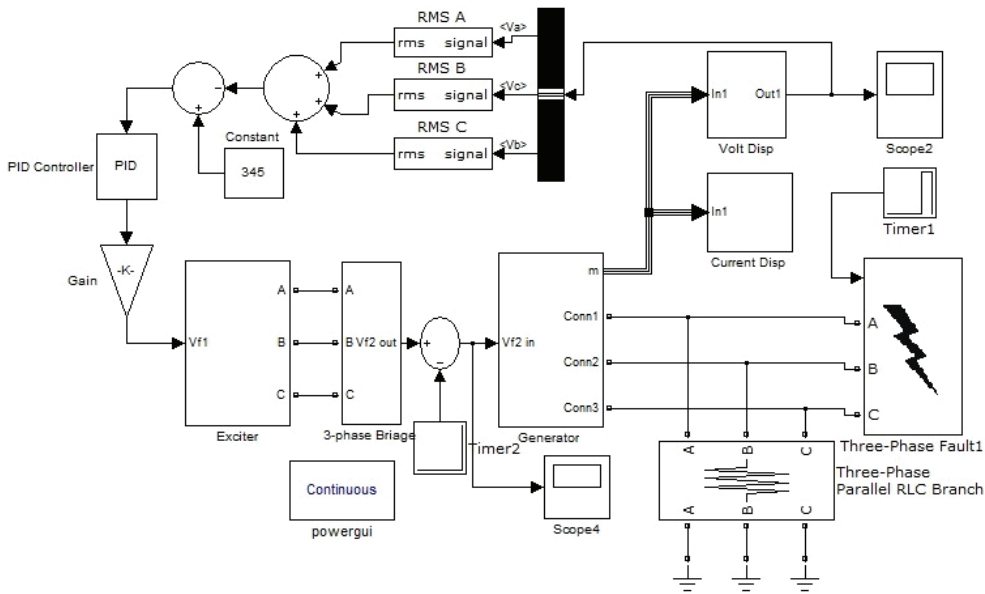 RMS A
rms signal
<Va>
RMS B
rms signal
<Vc>
RMS C
rms signal
<Vb>
In1 Out1
Volt Disp
Scope2
Constant
345
PID Controller
PID
In1
Current Disp
Timer1
Gain
-K-
Vf1
A
B
C
Exciter
A
B Vf2 out
C
3-phase Briage
Timer2
Vf2 in
m
Conn1
Conn2
Conn3
Generator
A
B
C
Three-Phase Fault1
A B C
A B C
Three-Phase
Parallel RLC Branch
Continuous
powergui
Scope4